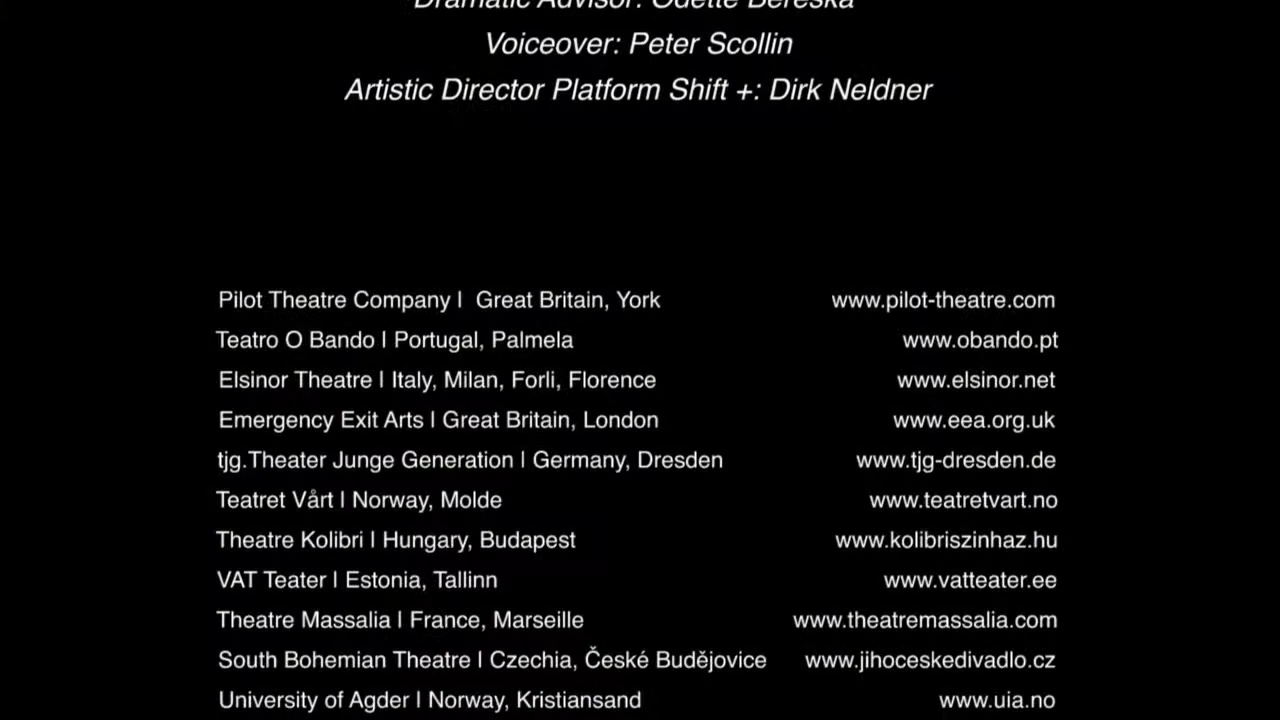 Dramatic Advisor: Odette Bereska
Voiceover: Peter Scollin
Artistic Director Platform Shift +: Dirk Neldner
Pilot Theatre Company | Great Britain, York www.pilot-theatre.com
Teatro O Bando | Portugal, Palmela www.obando.pt
Elsinor Theatre | Italy, Milan, Forli, Florence www.elsinor.net
Emergency Exit Arts | Great Britain, London www.eea.org.uk
tjg.Theater Junge Generation | Germany, Dresden www.tjg-dresden.de
Teatret Vårt | Norway, Molde www.teatretvart.no
Theatre Kolibri | Hungary, Budapest www.kolibriszinhaz.hu
VAT Teater | Estonia, Tallinn www.vatteater.ee
Theatre Massalia | France, Marseille www.theatremassalia.com
South Bohemian Theatre | Czechia, České Budějovice www.jihoceskedivadlo.cz
University of Agder | Norway, Kristiansand www.uia.no